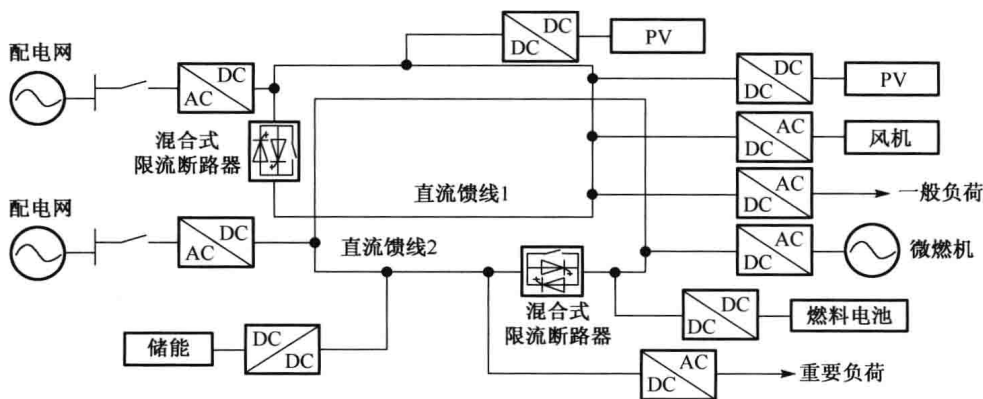 DC
DC
PV
配电网
DC
AC
DC
DC
PV
混合式
限流断路器
AC
DC
风机
直流馈线1
AC
DC
一般负荷
配电网
DC
AC
直流馈线2
AC
DC
微燃机
混合式
限流断路器
DC
DC
燃料电池
储能
DC
DC
AC
DC
重要负荷